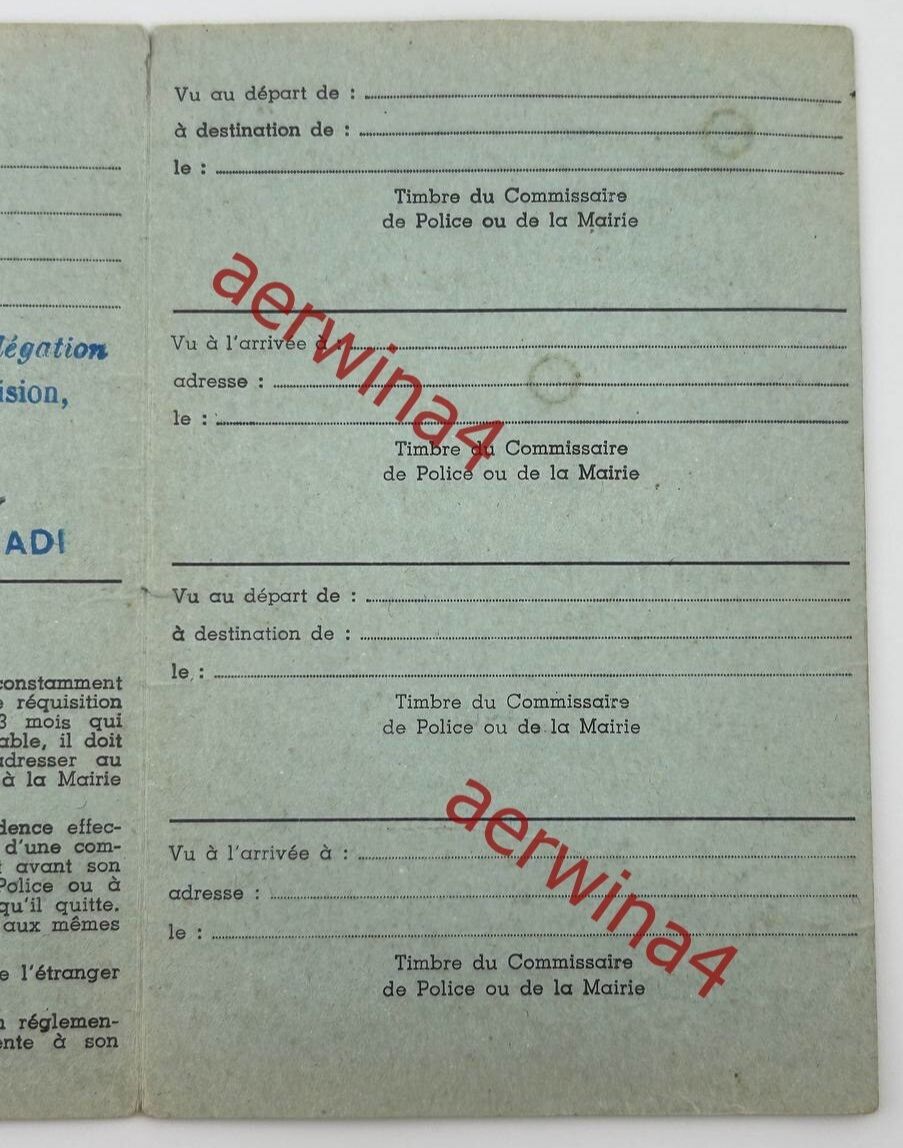 légation
ision,
ADI
constamment
réquisition
3 mois qui
able, il doit
adresser au
à la Mairie
dence effec-
d'une com-
avant son
Police ou à
qu'il quitte.
aux mêmes
e l'étranger
n réglemen-
ente à son
Vu au départ de :
à destination de :
le :
Timbre du Commissaire
de Police ou de la Mairie
Vu à l'arrivée à :
adresse :
le :
Timbre du Commissaire
de Police ou de la Mairie
Vu au départ de :
à destination de :
le :
Timbre du Commissaire
de Police ou de la Mairie
Vu à l'arrivée à :
adresse :
le :
Timbre du Commissaire
de Police ou de la Mairie
aerwina4
aerwina4